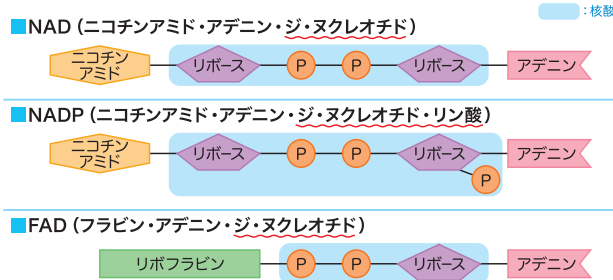 ：核酸
■NAD（ニコチンアミド・アデニン・ジ・ヌクレオチド）
ニコチンアミド リボース P P リボース アデニン
■NADP（ニコチンアミド・アデニン・ジ・ヌクレオチド・リン酸）
ニコチンアミド リボース P P リボース アデニン
P
■FAD（フラビン・アデニン・ジ・ヌクレオチド）
リボフラビン P P リボース アデニン